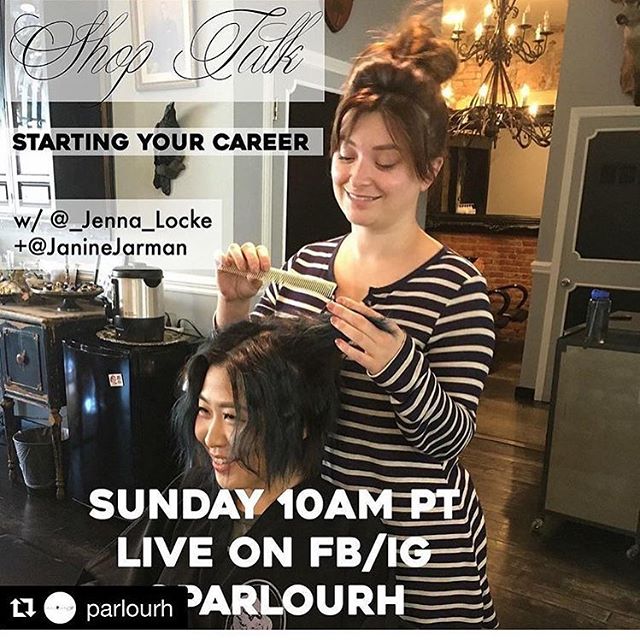 Shop Talk
STARTING YOUR CAREER
w/ @_Jenna_Locke
+@JanineJarman
SUNDAY 10AM PT
LIVE ON FB/IG
@PARLOURH
parlourh